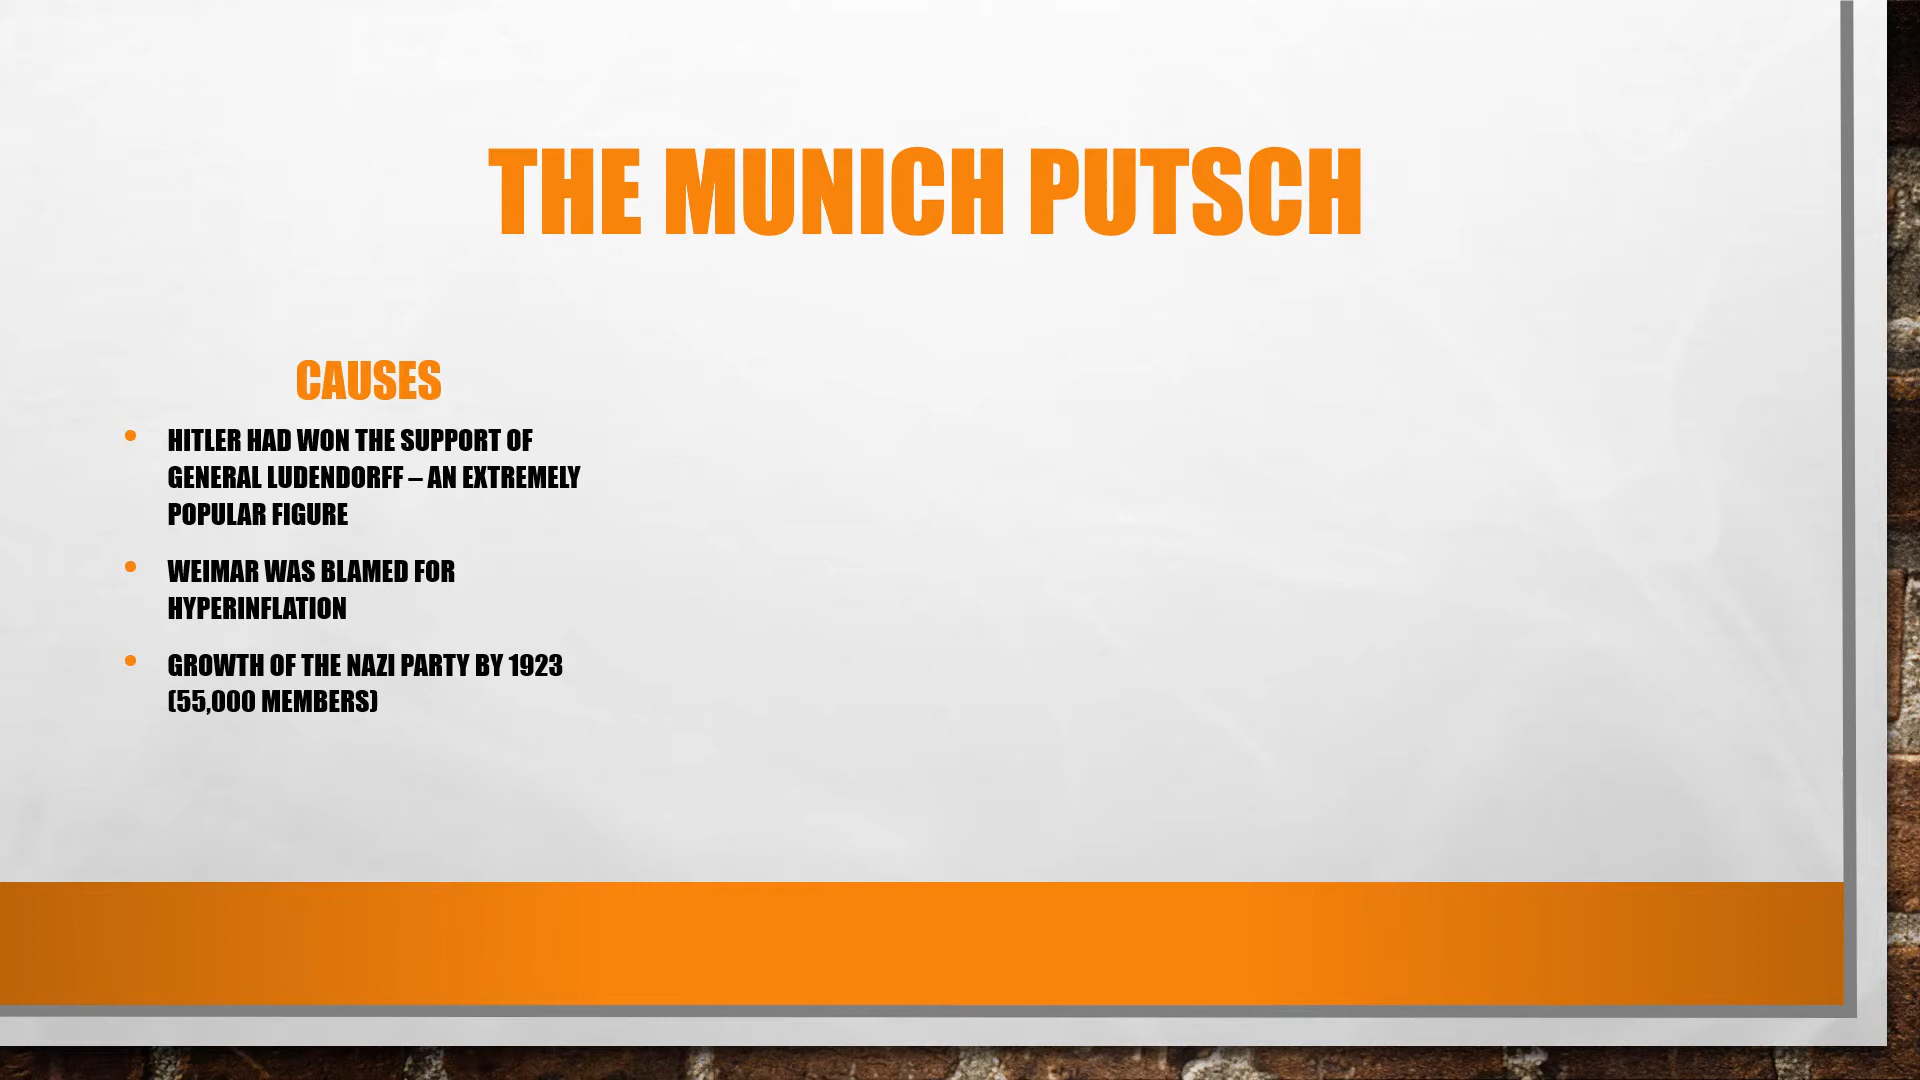 THE MUNICH PUTSCH
CAUSES
• HITLER HAD WON THE SUPPORT OF
GENERAL LUDENDORFF – AN EXTREMELY
POPULAR FIGURE
• WEIMAR WAS BLAMED FOR
HYPERINFLATION
• GROWTH OF THE NAZI PARTY BY 1923
(55,000 MEMBERS)